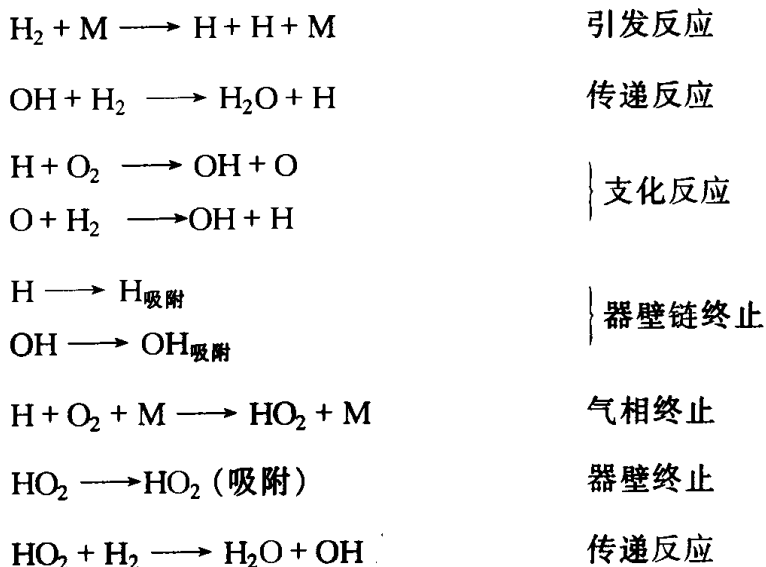 H₂ + M ⟶ H + H + M 引发反应
OH + H₂ ⟶ H₂O + H 传递反应
H + O₂ ⟶ OH + O
O + H₂ ⟶ OH + H
} 支化反应
H ⟶ H吸附
OH ⟶ OH吸附
} 器壁链终止
H + O₂ + M ⟶ HO₂ + M 气相终止
HO₂ ⟶ HO₂ (吸附) 器壁终止
HO₂ + H₂ ⟶ H₂O + OH 传递反应